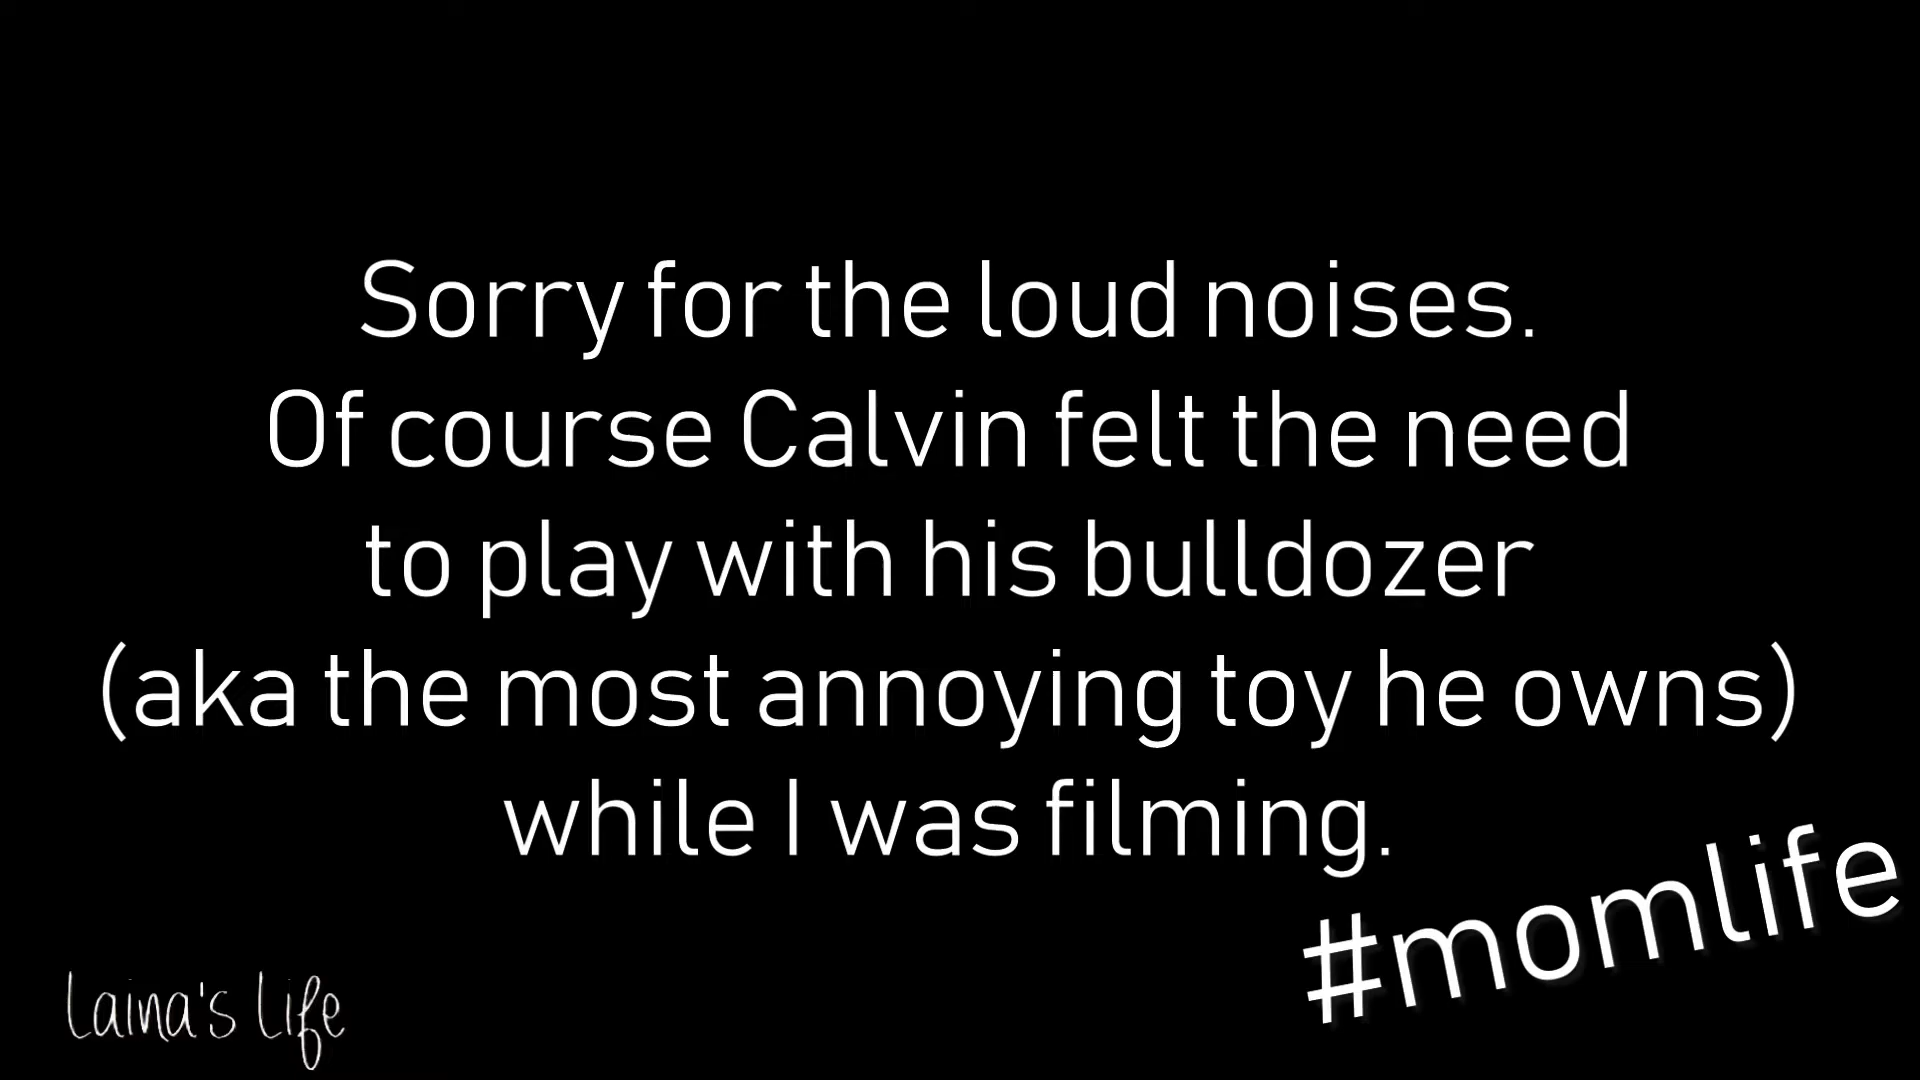 Sorry for the loud noises.
Of course Calvin felt the need
to play with his bulldozer
(aka the most annoying toy he owns)
while I was filming.
#momlife
Laina's Life